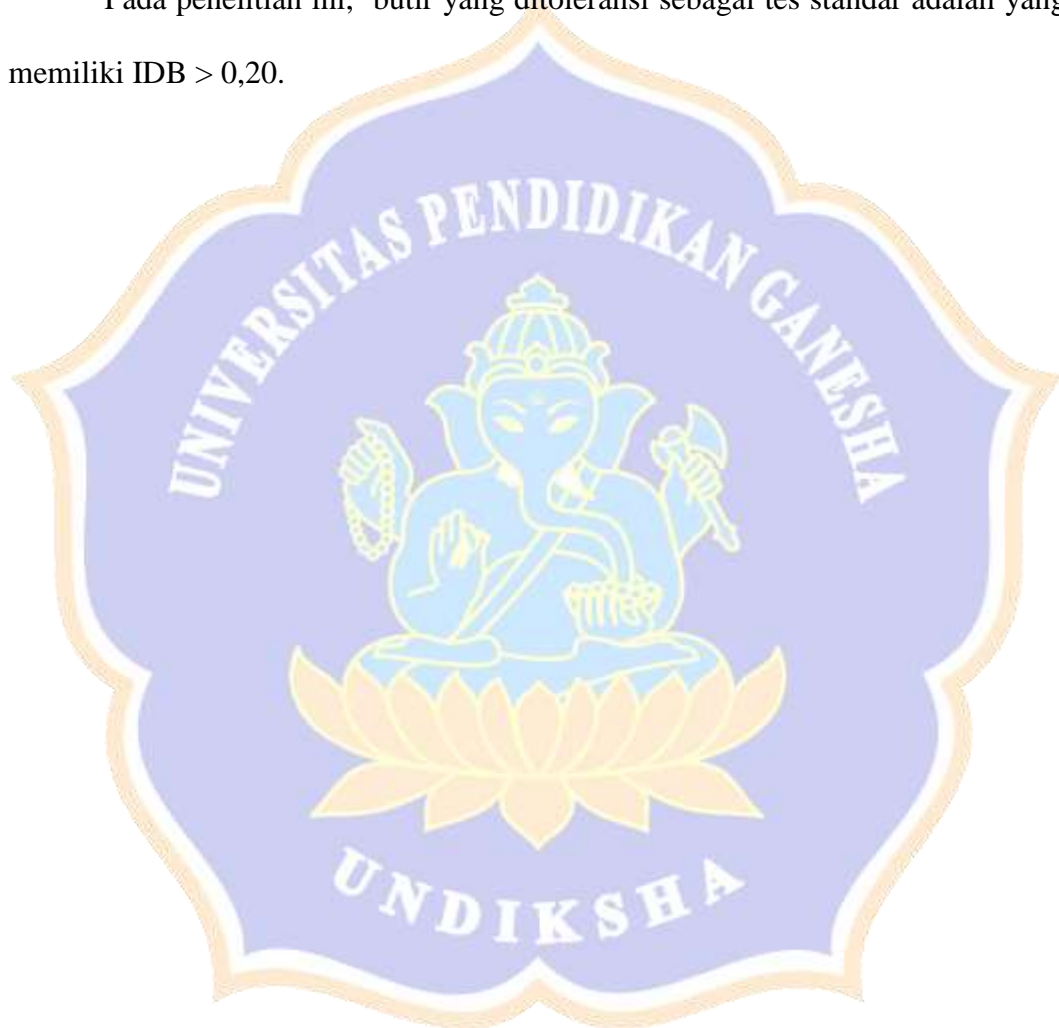 Pada penelitian ini, butir yang ditoleransi sebagai tes standar adalah yang
memiliki IDB > 0,20.
UNIVERSITAS PENDIDIKAN GANESHA
UNDIKSHA